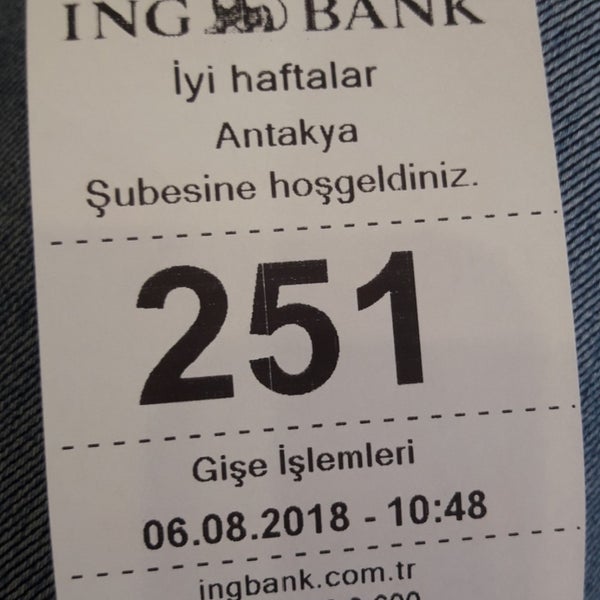 ING BANK
İyi haftalar
Antakya
Şubesine hoşgeldiniz.
251
Gişe İşlemleri
06.08.2018 - 10:48
ingbank.com.tr